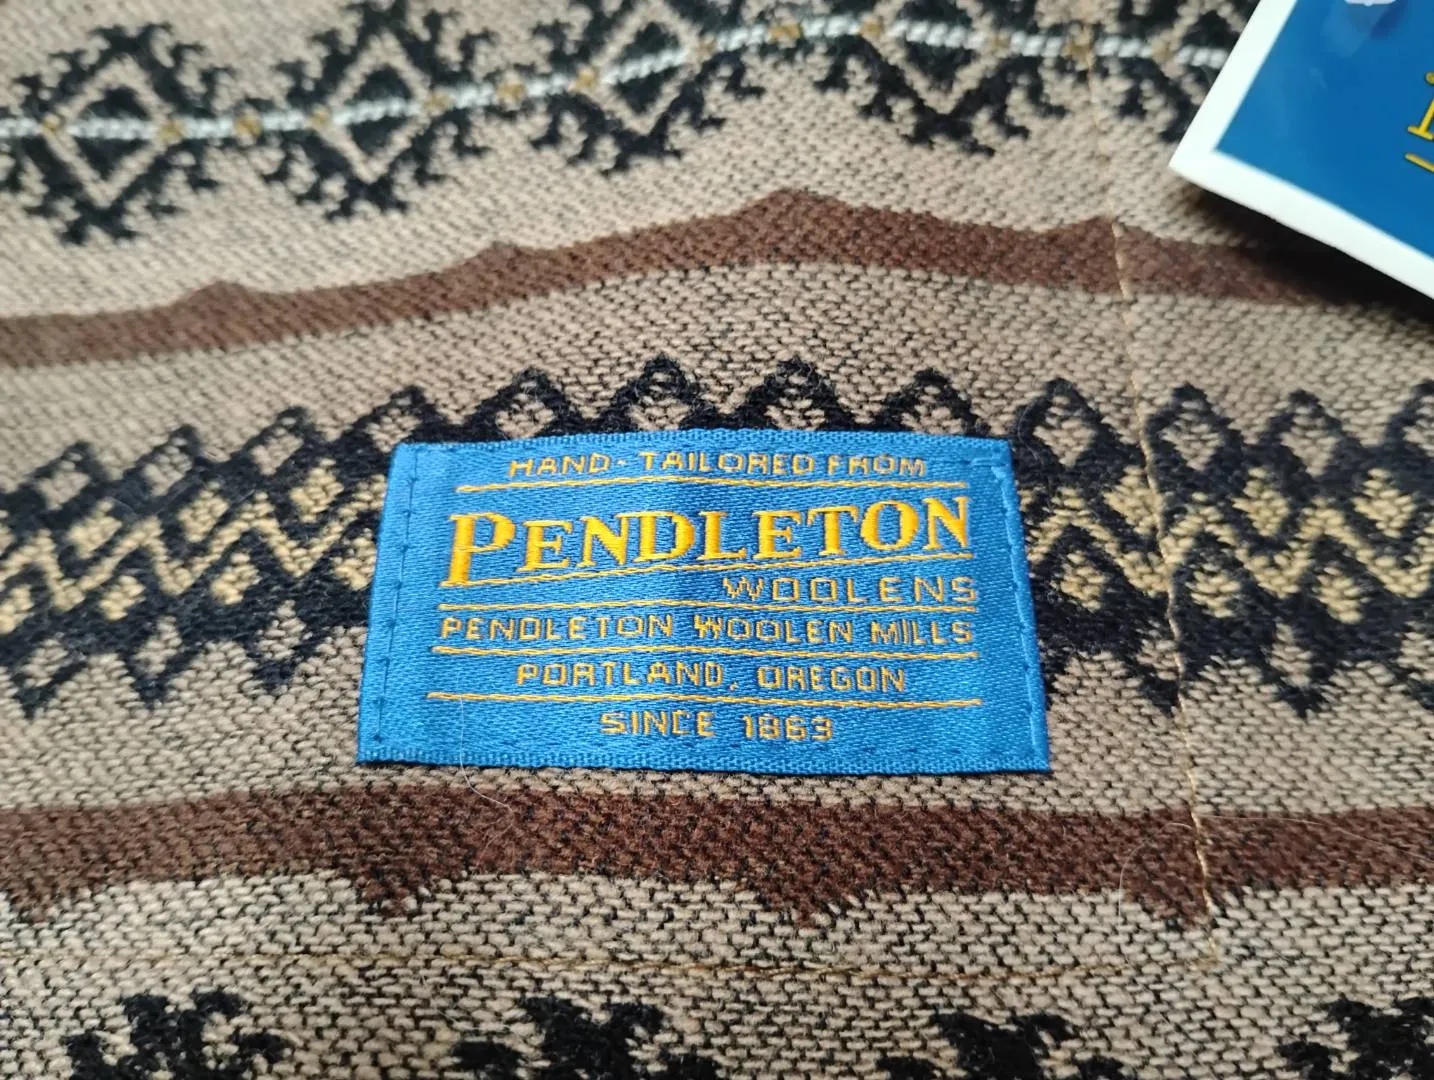 HAND-TAILORED FROM
PENDLETON
WOOLENS
PENDLETON WOOLEN MILLS
PORTLAND, OREGON
SINCE 1863